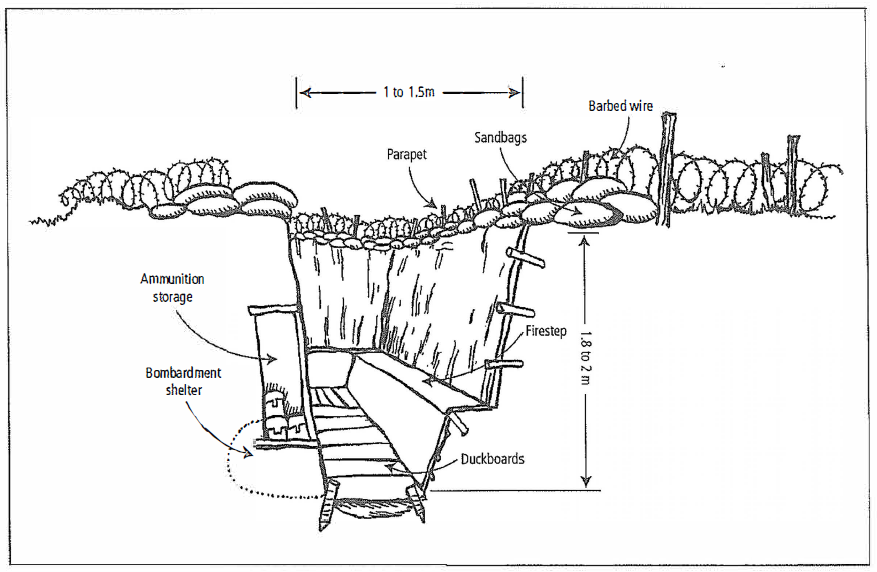 1 to 1.5m
Barbed wire
Sandbags
Parapet
Ammunition
storage
Firestep
1.8 to 2 m
Bombardment
shelter
Duckboards